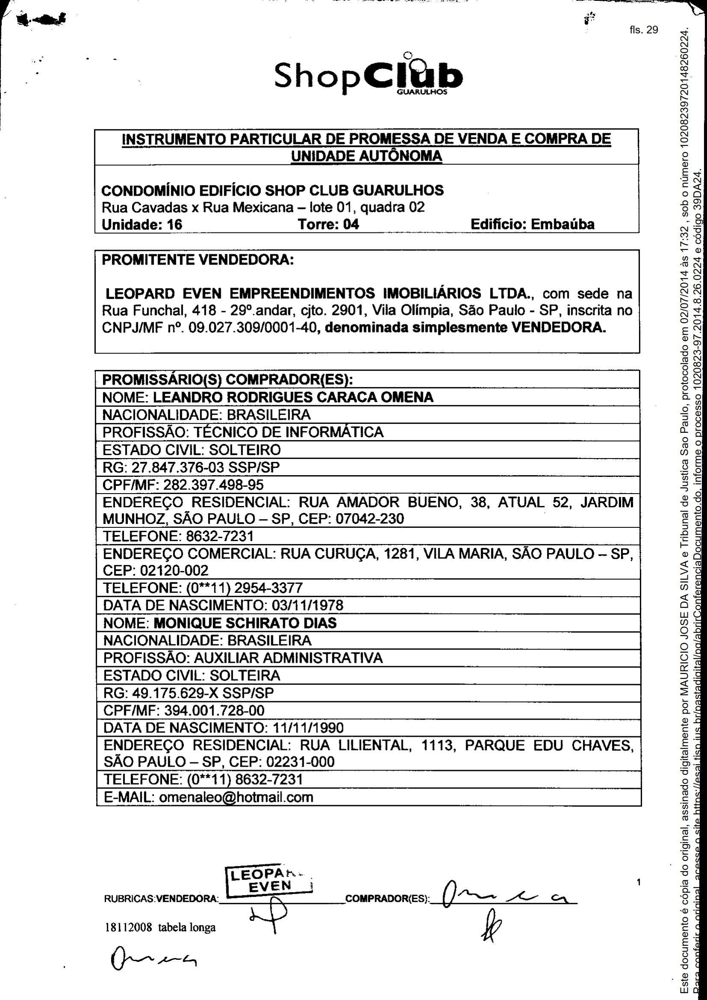 fls. 29
ShopClub
GUARULHOS
INSTRUMENTO PARTICULAR DE PROMESSA DE VENDA E COMPRA DE
UNIDADE AUTÔNOMA
CONDOMÍNIO EDIFÍCIO SHOP CLUB GUARULHOS
Rua Cavadas x Rua Mexicana – lote 01, quadra 02
Unidade: 16 Torre: 04 Edifício: Embaúba
PROMITENTE VENDEDORA:
LEOPARD EVEN EMPREENDIMENTOS IMOBILIÁRIOS LTDA., com sede na
Rua Funchal, 418 - 29º.andar, cjto. 2901, Vila Olímpia, São Paulo - SP, inscrita no
CNPJ/MF nº. 09.027.309/0001-40, denominada simplesmente VENDEDORA.
PROMISSÁRIO(S) COMPRADOR(ES):
NOME: LEANDRO RODRIGUES CARACA OMENA
NACIONALIDADE: BRASILEIRA
PROFISSÃO: TÉCNICO DE INFORMÁTICA
ESTADO CIVIL: SOLTEIRO
RG: 27.847.376-03 SSP/SP
CPF/MF: 282.397.498-95
ENDEREÇO RESIDENCIAL: RUA AMADOR BUENO, 38, ATUAL 52, JARDIM
MUNHOZ, SÃO PAULO – SP, CEP: 07042-230
TELEFONE: 8632-7231
ENDEREÇO COMERCIAL: RUA CURUÇA, 1281, VILA MARIA, SÃO PAULO – SP,
CEP: 02120-002
TELEFONE: (0**11) 2954-3377
DATA DE NASCIMENTO: 03/11/1978
NOME: MONIQUE SCHIRATO DIAS
NACIONALIDADE: BRASILEIRA
PROFISSÃO: AUXILIAR ADMINISTRATIVA
ESTADO CIVIL: SOLTEIRA
RG: 49.175.629-X SSP/SP
CPF/MF: 394.001.728-00
DATA DE NASCIMENTO: 11/11/1990
ENDEREÇO RESIDENCIAL: RUA LILIENTAL, 1113, PARQUE EDU CHAVES,
SÃO PAULO – SP, CEP: 02231-000
TELEFONE: (0**11) 8632-7231
E-MAIL: omenaleo@hotmail.com
LEOPAR
EVEN
1
RUBRICAS:VENDEDORA: COMPRADOR(ES): Omena
18112008 tabela longa
Omena
Este documento é cópia do original, assinado digitalmente por MAURICIO JOSE DA SILVA e Tribunal de Justica Sao Paulo, protocolado em 02/07/2014 às 17:32 , sob o número 10208239720148260224.
Para conferir o original, acesse o site https://esaj.tjsp.jus.br/pastadigital/pg/abrirConferenciaDocumento.do, informe o processo 1020823-97.2014.8.26.0224 e código 39DA24.